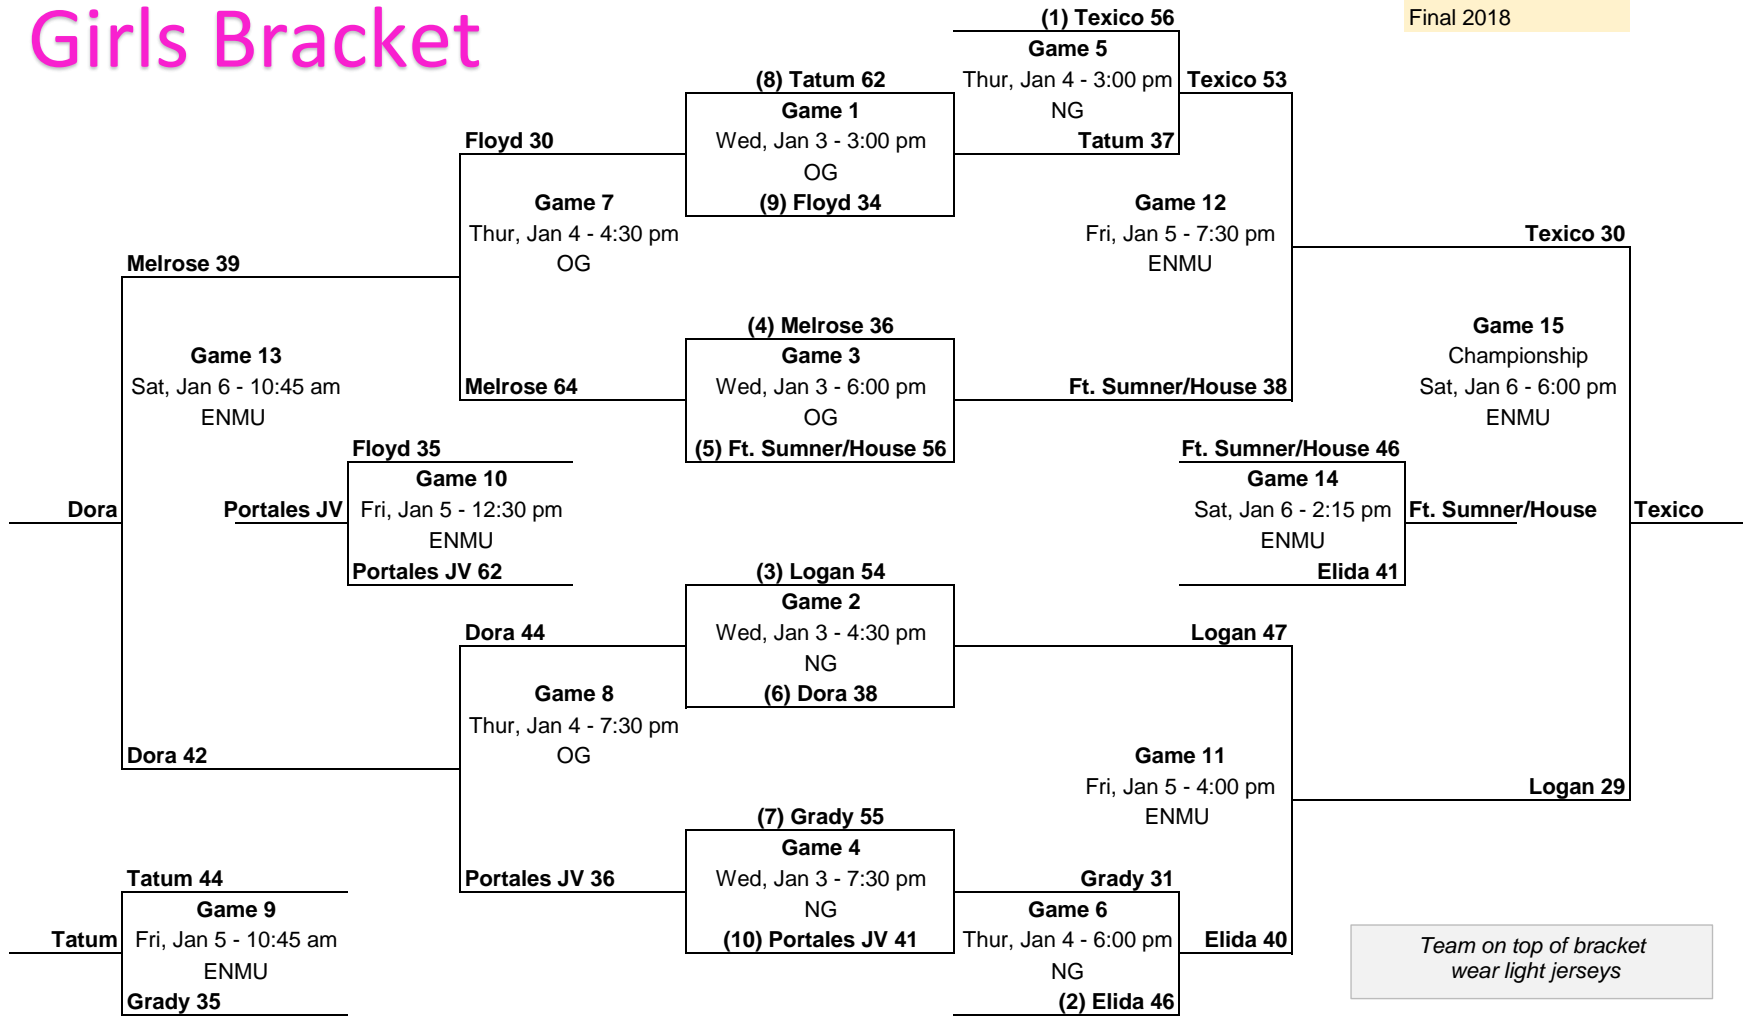 Girls Bracket
(1) Texico 56
Final 2018
Game 5
(8) Tatum 62
Thur, Jan 4 - 3:00 pm
Texico 53
Game 1
NG
Floyd 30
Wed, Jan 3 - 3:00 pm
Tatum 37
OG
Game 7
(9) Floyd 34
Game 12
Thur, Jan 4 - 4:30 pm
Fri, Jan 5 - 7:30 pm
Texico 30
Melrose 39
OG
ENMU
(4) Melrose 36
Game 15
Game 13
Game 3
Championship
Sat, Jan 6 - 10:45 am
Melrose 64
Wed, Jan 3 - 6:00 pm
Ft. Sumner/House 38
Sat, Jan 6 - 6:00 pm
ENMU
OG
ENMU
Floyd 35
(5) Ft. Sumner/House 56
Ft. Sumner/House 46
Game 10
Game 14
Dora
Portales JV
Fri, Jan 5 - 12:30 pm
Sat, Jan 6 - 2:15 pm
Ft. Sumner/House
Texico
ENMU
ENMU
Portales JV 62
(3) Logan 54
Elida 41
Game 2
Dora 44
Wed, Jan 3 - 4:30 pm
Logan 47
NG
Game 8
(6) Dora 38
Thur, Jan 4 - 7:30 pm
Dora 42
OG
Game 11
Fri, Jan 5 - 4:00 pm
Logan 29
(7) Grady 55
ENMU
Game 4
Tatum 44
Portales JV 36
Wed, Jan 3 - 7:30 pm
Grady 31
Game 9
NG
Game 6
Tatum
Fri, Jan 5 - 10:45 am
(10) Portales JV 41
Thur, Jan 4 - 6:00 pm
Elida 40
Team on top of bracket
wear light jerseys
ENMU
NG
Grady 35
(2) Elida 46